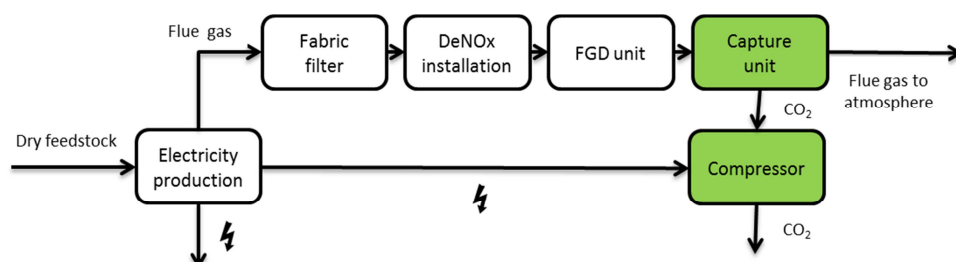 Flue gas
Fabric
filter
DeNOx
installation
FGD unit
Capture
unit
Flue gas to
atmosphere
CO₂
Dry feedstock
Electricity
production
Compressor
CO₂